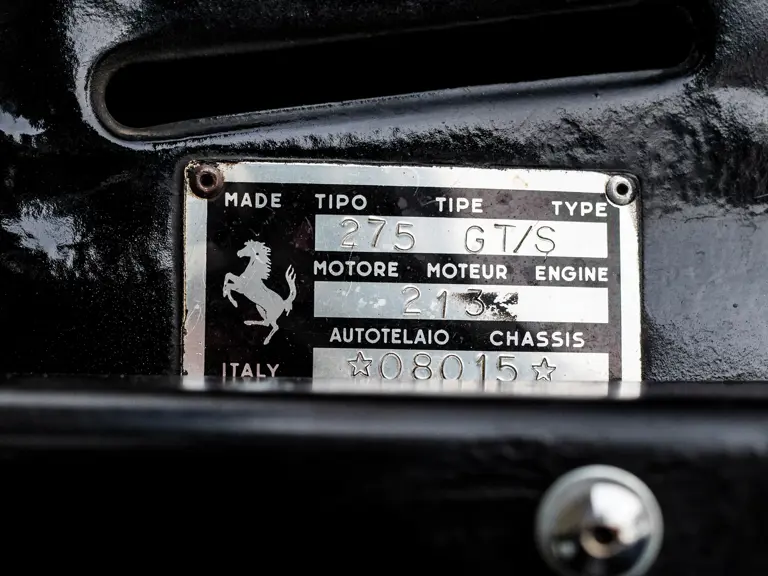 MADE TIPO TIPE TYPE
275 GT/S
MOTORE MOTEUR ENGINE
213
AUTOTELAIO CHASSIS
ITALY ☆08015☆